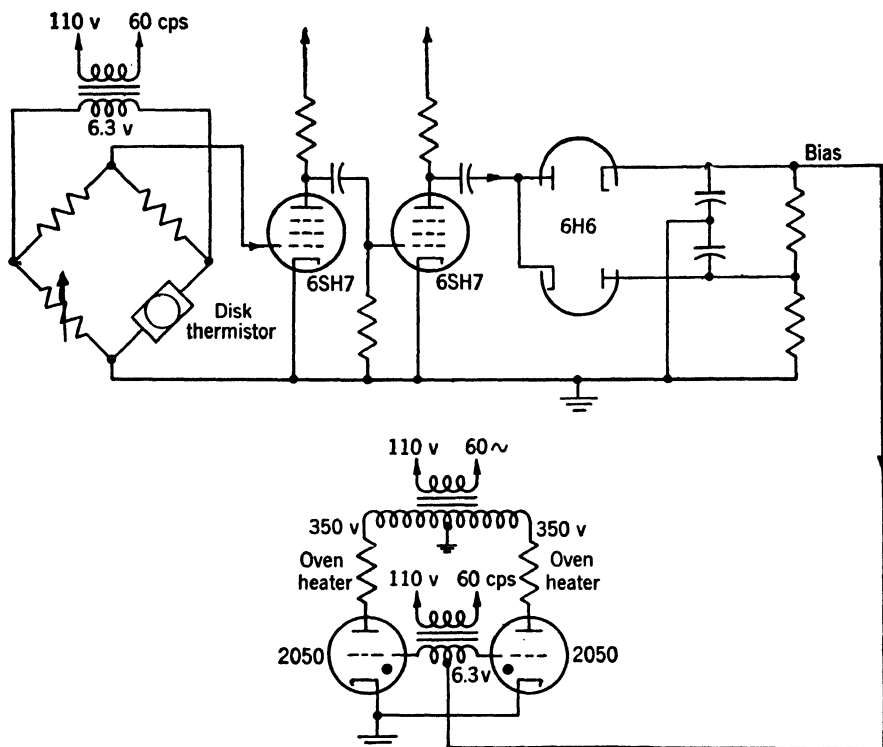 110 v 60 cps
6.3 v
Bias
6H6
6SH7
6SH7
Disk
thermistor
110 v 60 ~
350 v
350 v
Oven
heater
110 v 60 cps
Oven
heater
2050
6.3 v
2050